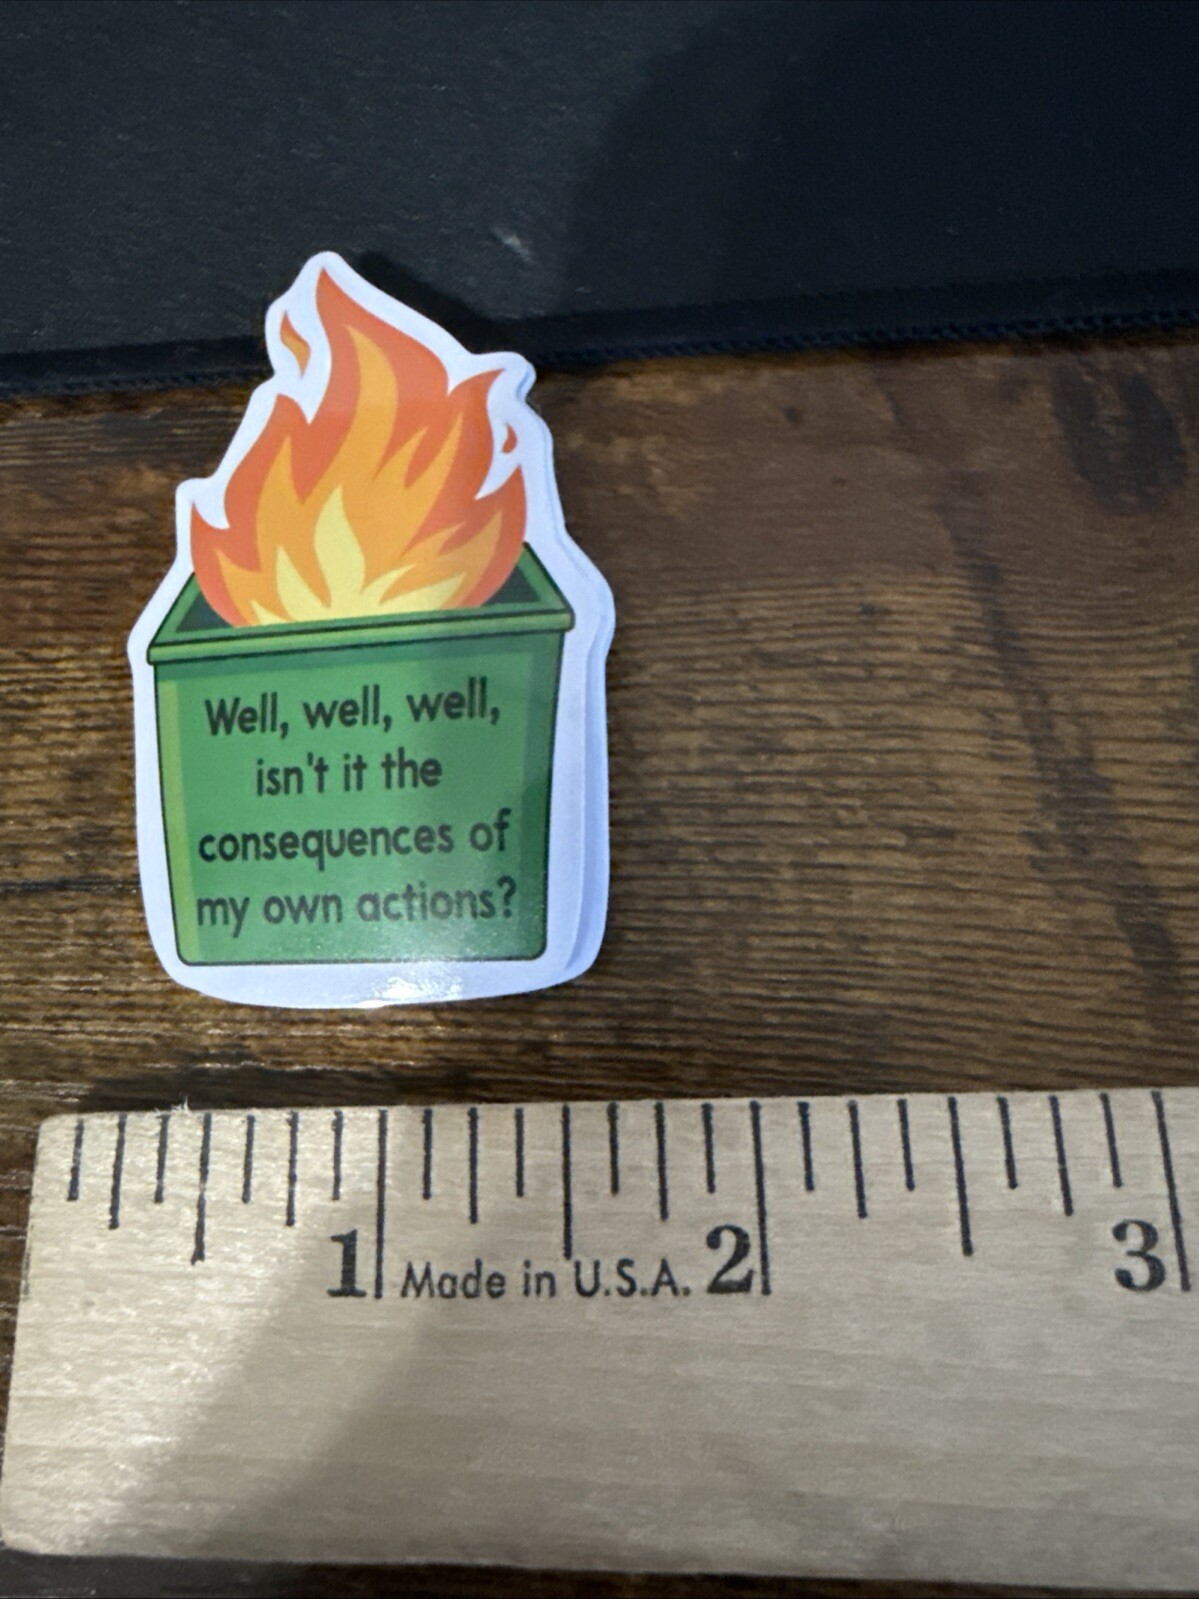 Well, well, well,
isn't it the
consequences of
my own actions?
1 Made in U.S.A. 2 3